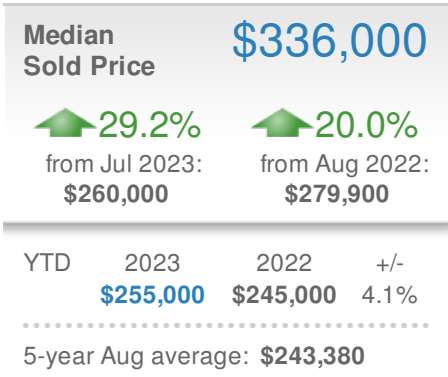 Median $336,000
Sold Price
29.2% 20.0%
from Jul 2023: from Aug 2022:
$260,000 $279,900
YTD 2023 2022 +/-
$255,000 $245,000 4.1%
5-year Aug average: $243,380